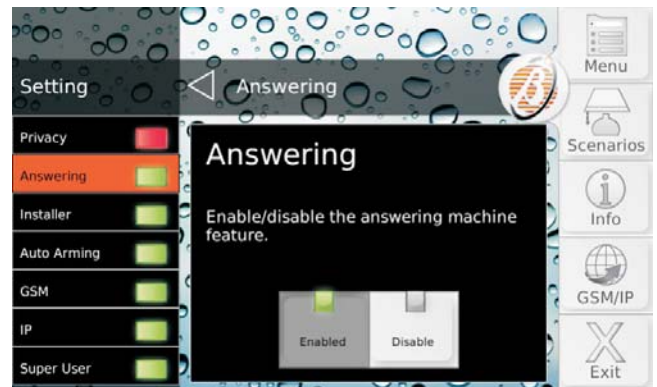 Setting
Answering
Privacy
Answering
Installer
Auto Arming
GSM
IP
Super User
Answering
Enable/disable the answering machine
feature.
Enabled
Disable
Menu
Scenarios
Info
GSM/IP
Exit